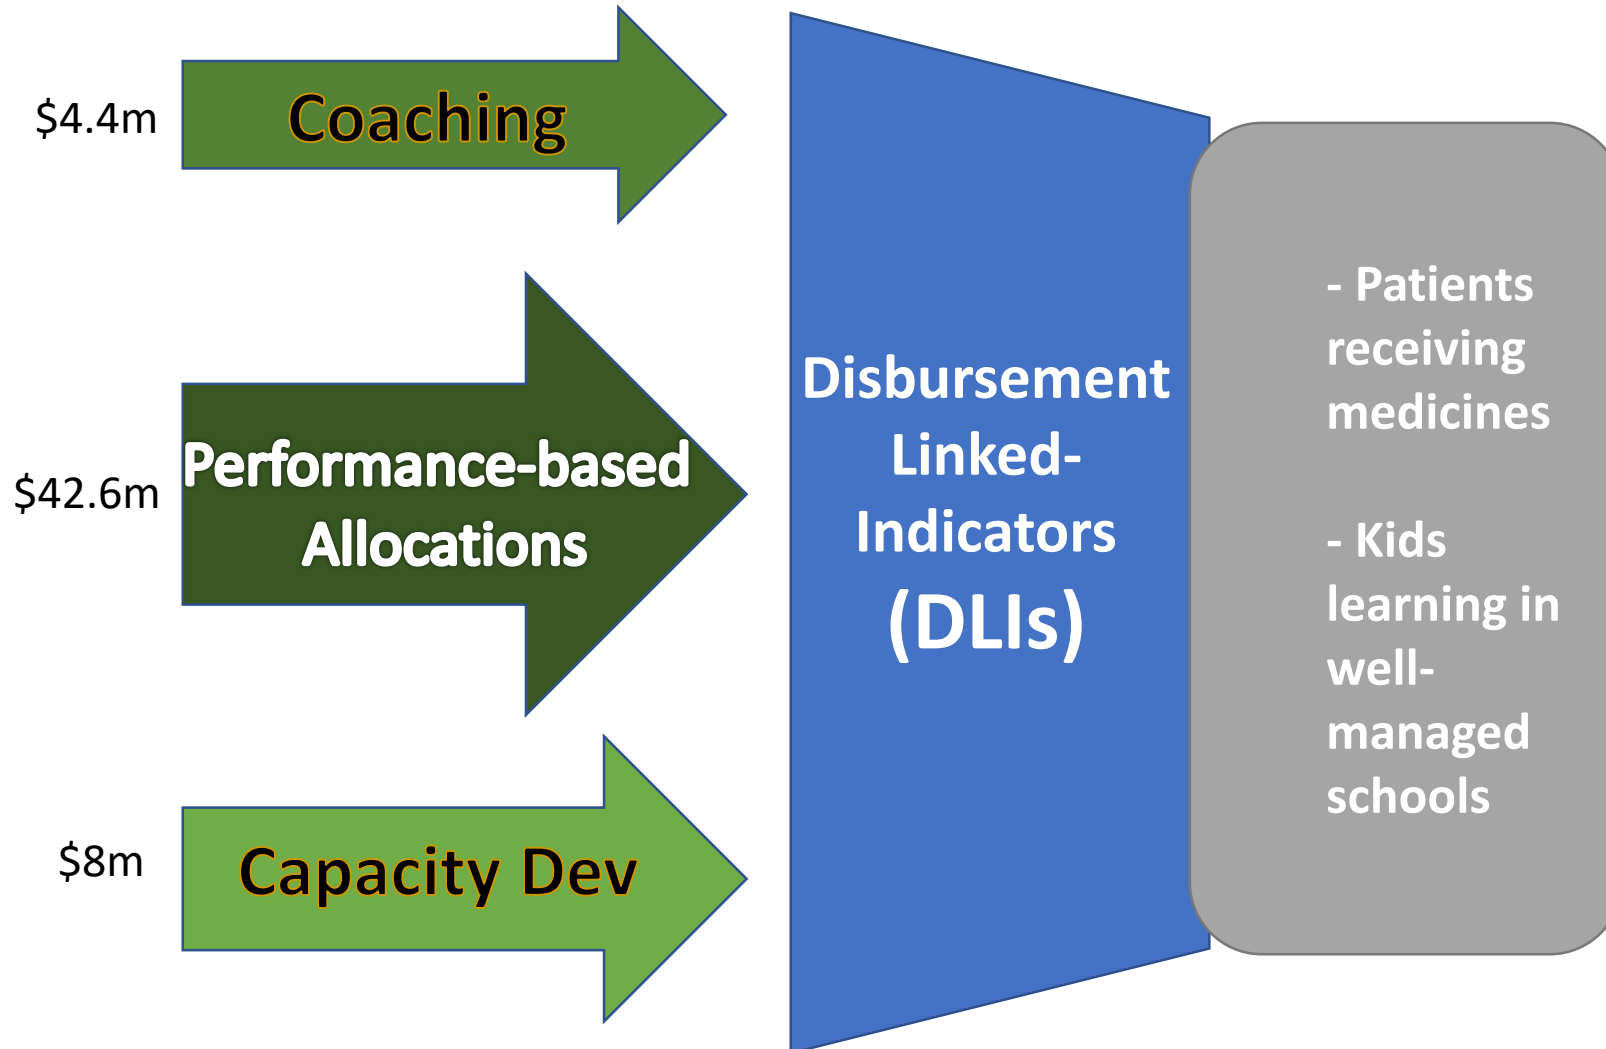 $4.4m
Coaching
$42.6m
Performance-based
Allocations
$8m
Capacity Dev
Disbursement
Linked-
Indicators
(DLIs)
- Patients
receiving
medicines
- Kids
learning in
well-
managed
schools